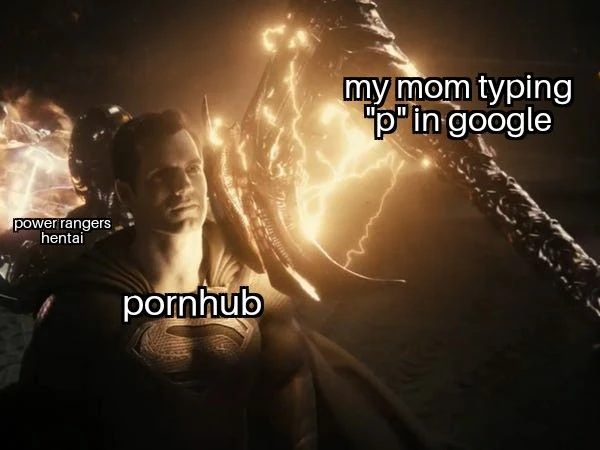 my mom typing
"p" in google
power rangers
hentai
pornhub